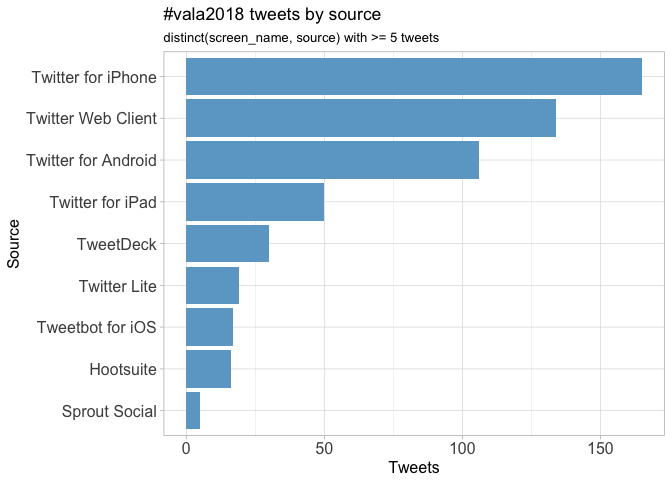 #vala2018 tweets by source
distinct(screen_name, source) with >= 5 tweets
Source
Twitter for iPhone
Twitter Web Client
Twitter for Android
Twitter for iPad
TweetDeck
Twitter Lite
Tweetbot for iOS
Hootsuite
Sprout Social
0 50 100 150
Tweets